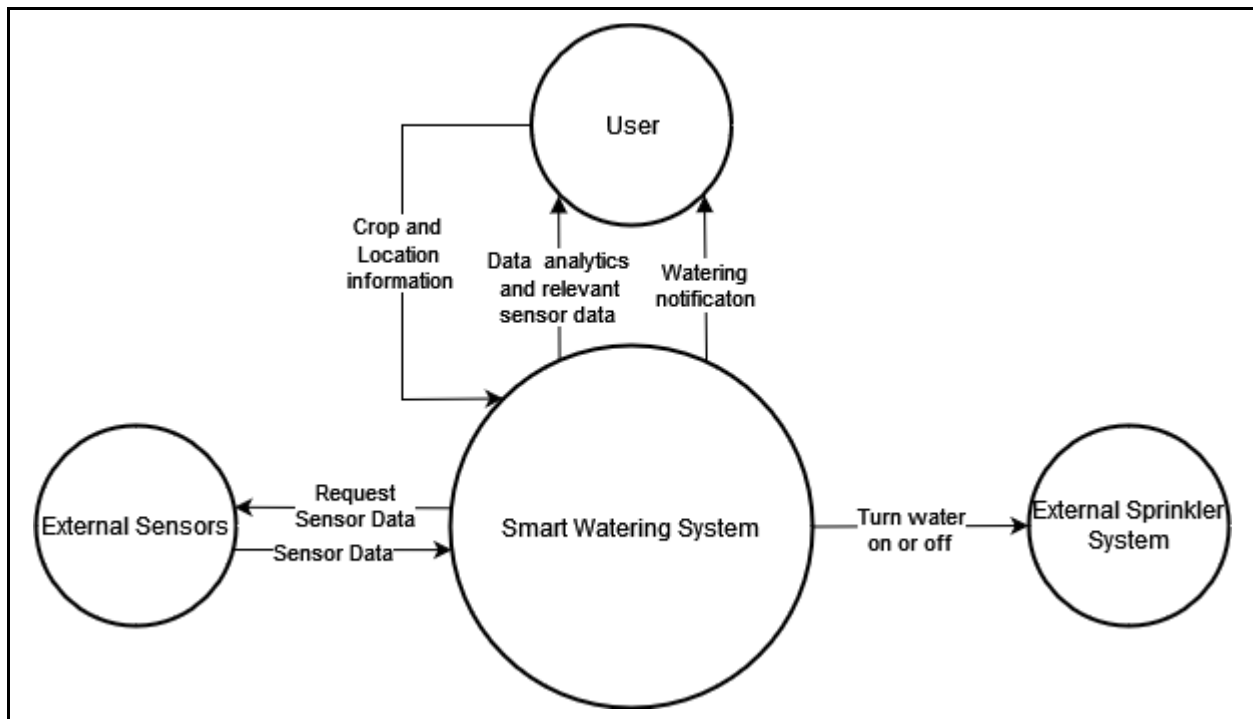 User
Crop and
Location
information
Data analytics
and relevant
sensor data
Watering
notificaton
External Sensors
Request
Sensor Data
Sensor Data
Smart Watering System
Turn water
on or off
External Sprinkler
System